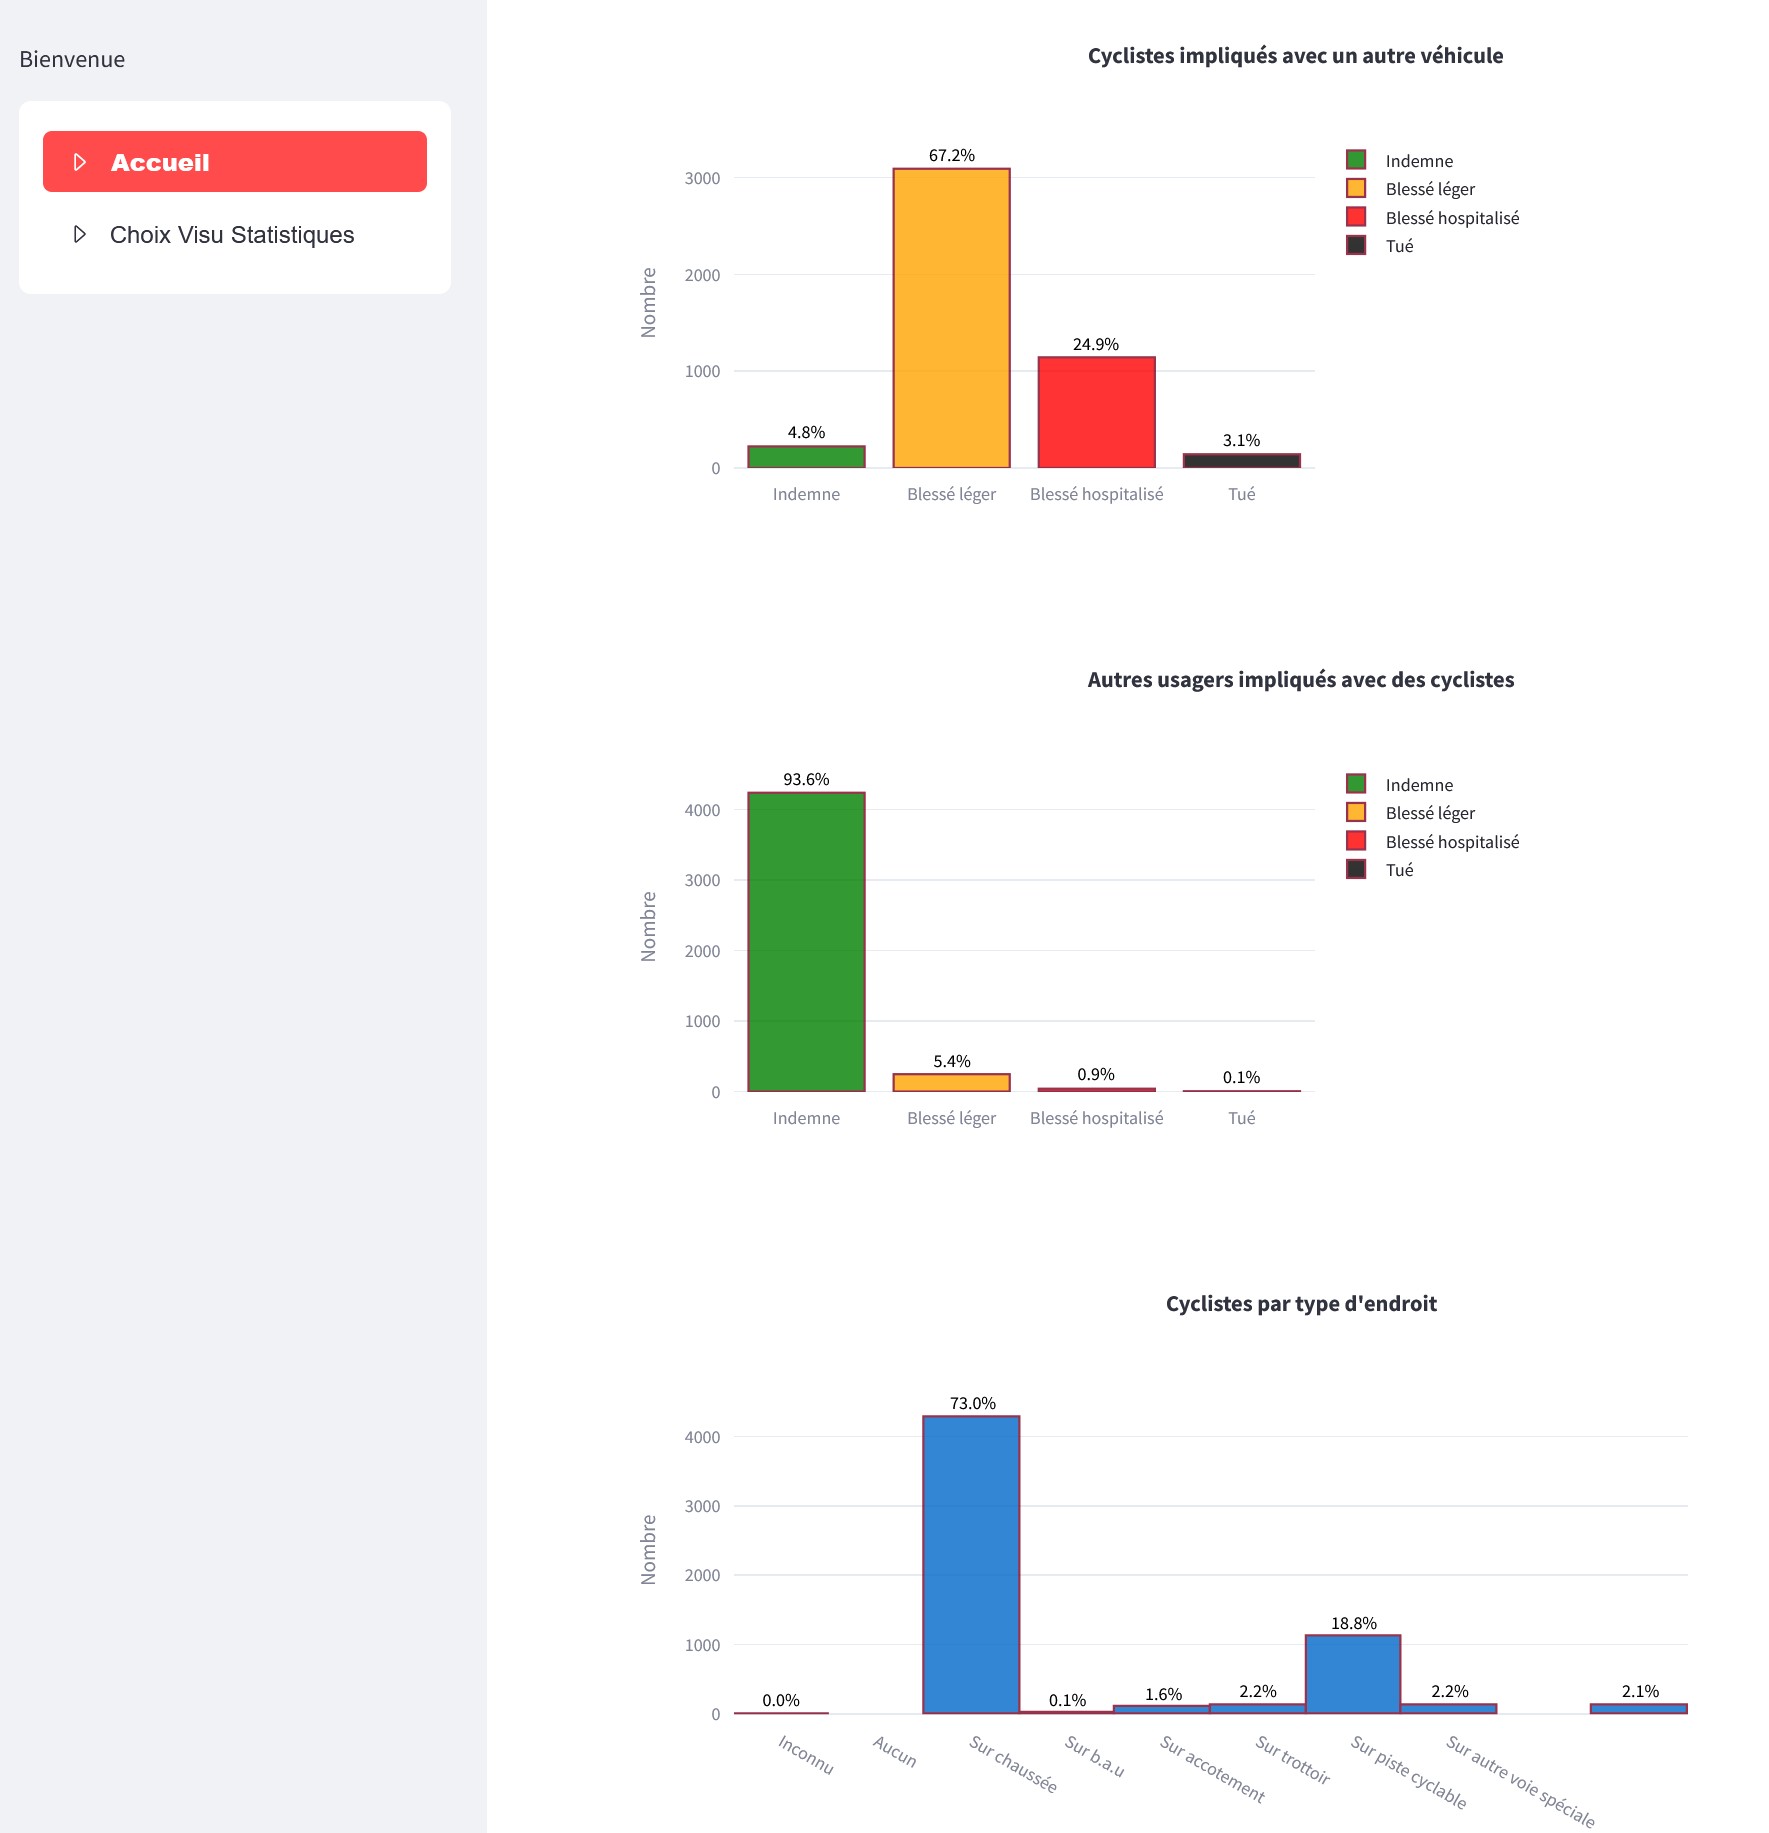 Bienvenue
Accueil
Choix Visu Statistiques
Cyclistes impliqués avec un autre véhicule
67.2%
24.9%
4.8%
3.1%
3000
2000
1000
0
Nombre
Indemne
Blessé léger
Blessé hospitalisé
Tué
Indemne
Blessé léger
Blessé hospitalisé
Tué
Autres usagers impliqués avec des cyclistes
93.6%
5.4%
0.9%
0.1%
4000
3000
2000
1000
0
Nombre
Indemne
Blessé léger
Blessé hospitalisé
Tué
Indemne
Blessé léger
Blessé hospitalisé
Tué
Cyclistes par type d'endroit
73.0%
18.8%
0.0%
0.1%
1.6%
2.2%
2.2%
2.1%
4000
3000
2000
1000
0
Nombre
Inconnu
Aucun
Sur chaussée
Sur b.a.u
Sur accotement
Sur trottoir
Sur piste cyclable
Sur autre voie spéciale